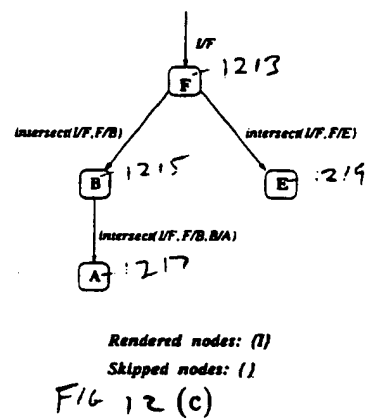 I/F
F 1213
intersect(I/F,F/B)
intersect(I/F,F/E)
B 1215
E 1219
intersect(I/F,F/B,B/A)
A 1217
Rendered nodes: {I}
Skipped nodes: { }
FIG 12 (C)